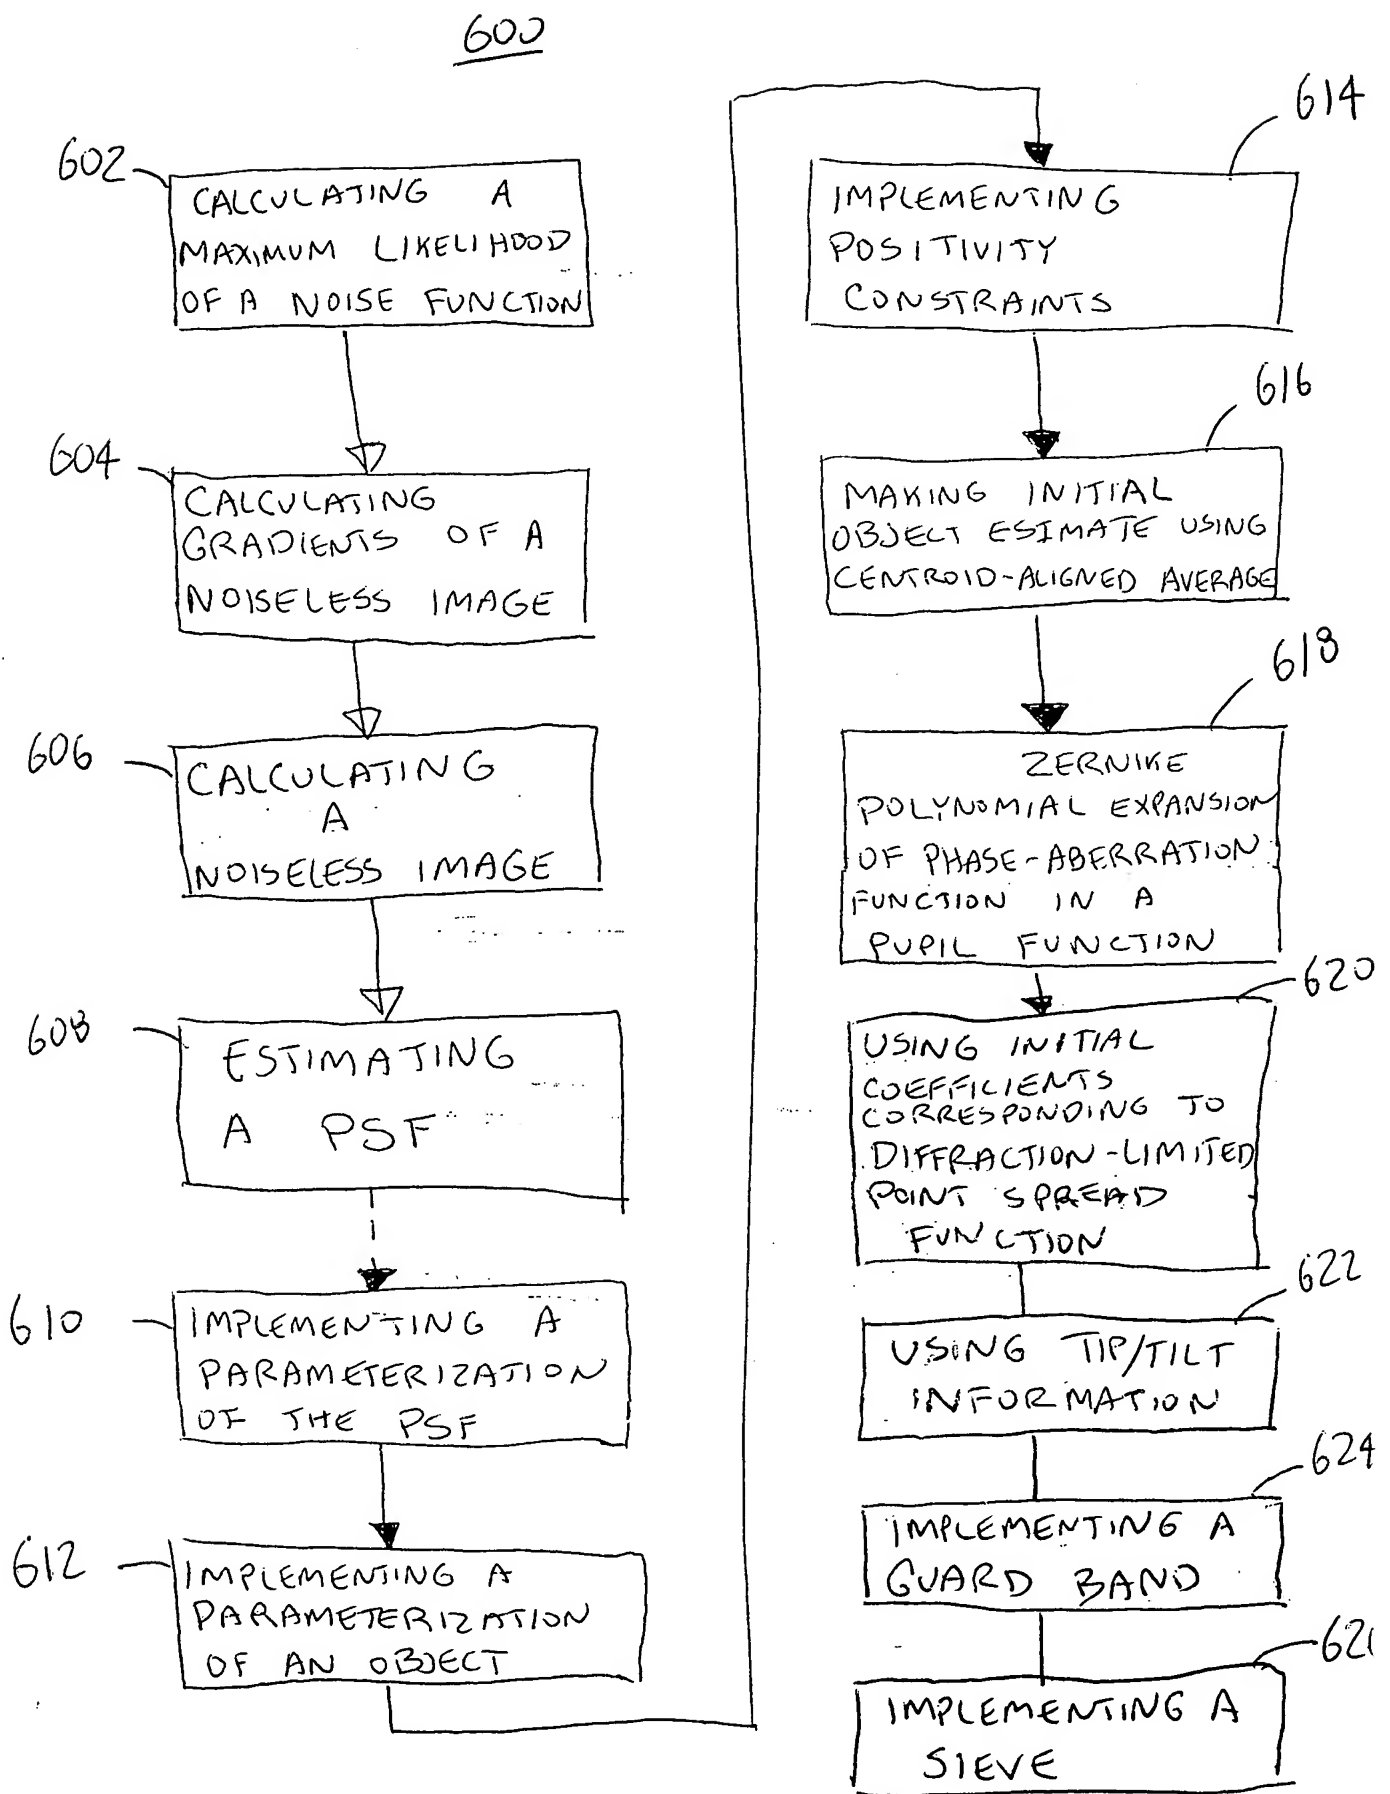 600
602
CALCULATING A
MAXIMUM LIKELIHOOD
OF A NOISE FUNCTION
604
CALCULATING
GRADIENTS OF A
NOISELESS IMAGE
606
CALCULATING
A
NOISELESS IMAGE
608
ESTIMATING
A PSF
610
IMPLEMENTING A
PARAMETERIZATION
OF THE PSF
612
IMPLEMENTING A
PARAMETERIZATION
OF AN OBJECT
614
IMPLEMENTING
POSITIVITY
CONSTRAINTS
616
MAKING INITIAL
OBJECT ESIMATE USING
CENTROID-ALIGNED AVERAGE
618
ZERNIKE
POLYNOMIAL EXPANSION
OF PHASE-ABERRATION
FUNCTION IN A
PUPIL FUNCTION
620
USING INITIAL
COEFFICIENTS
CORRESPONDING TO
DIFFRACTION-LIMITED
POINT SPREAD
FUNCTION
622
USING TIP/TILT
INFORMATION
624
IMPLEMENTING A
GUARD BAND
IMPLEMENTING A
SIEVE